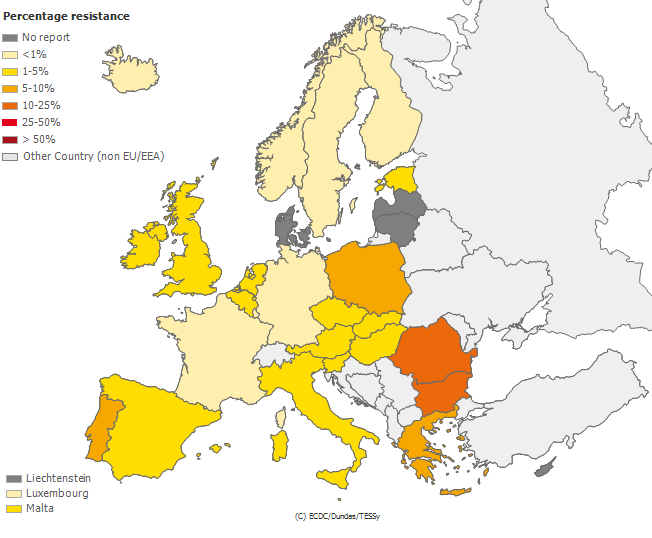 Percentage resistance
No report
<1%
1-5%
5-10%
10-25%
25-50%
> 50%
Other Country (non EU/EEA)
Liechtenstein
Luxembourg
Malta
(C) ECDC/Dundas/TESSy